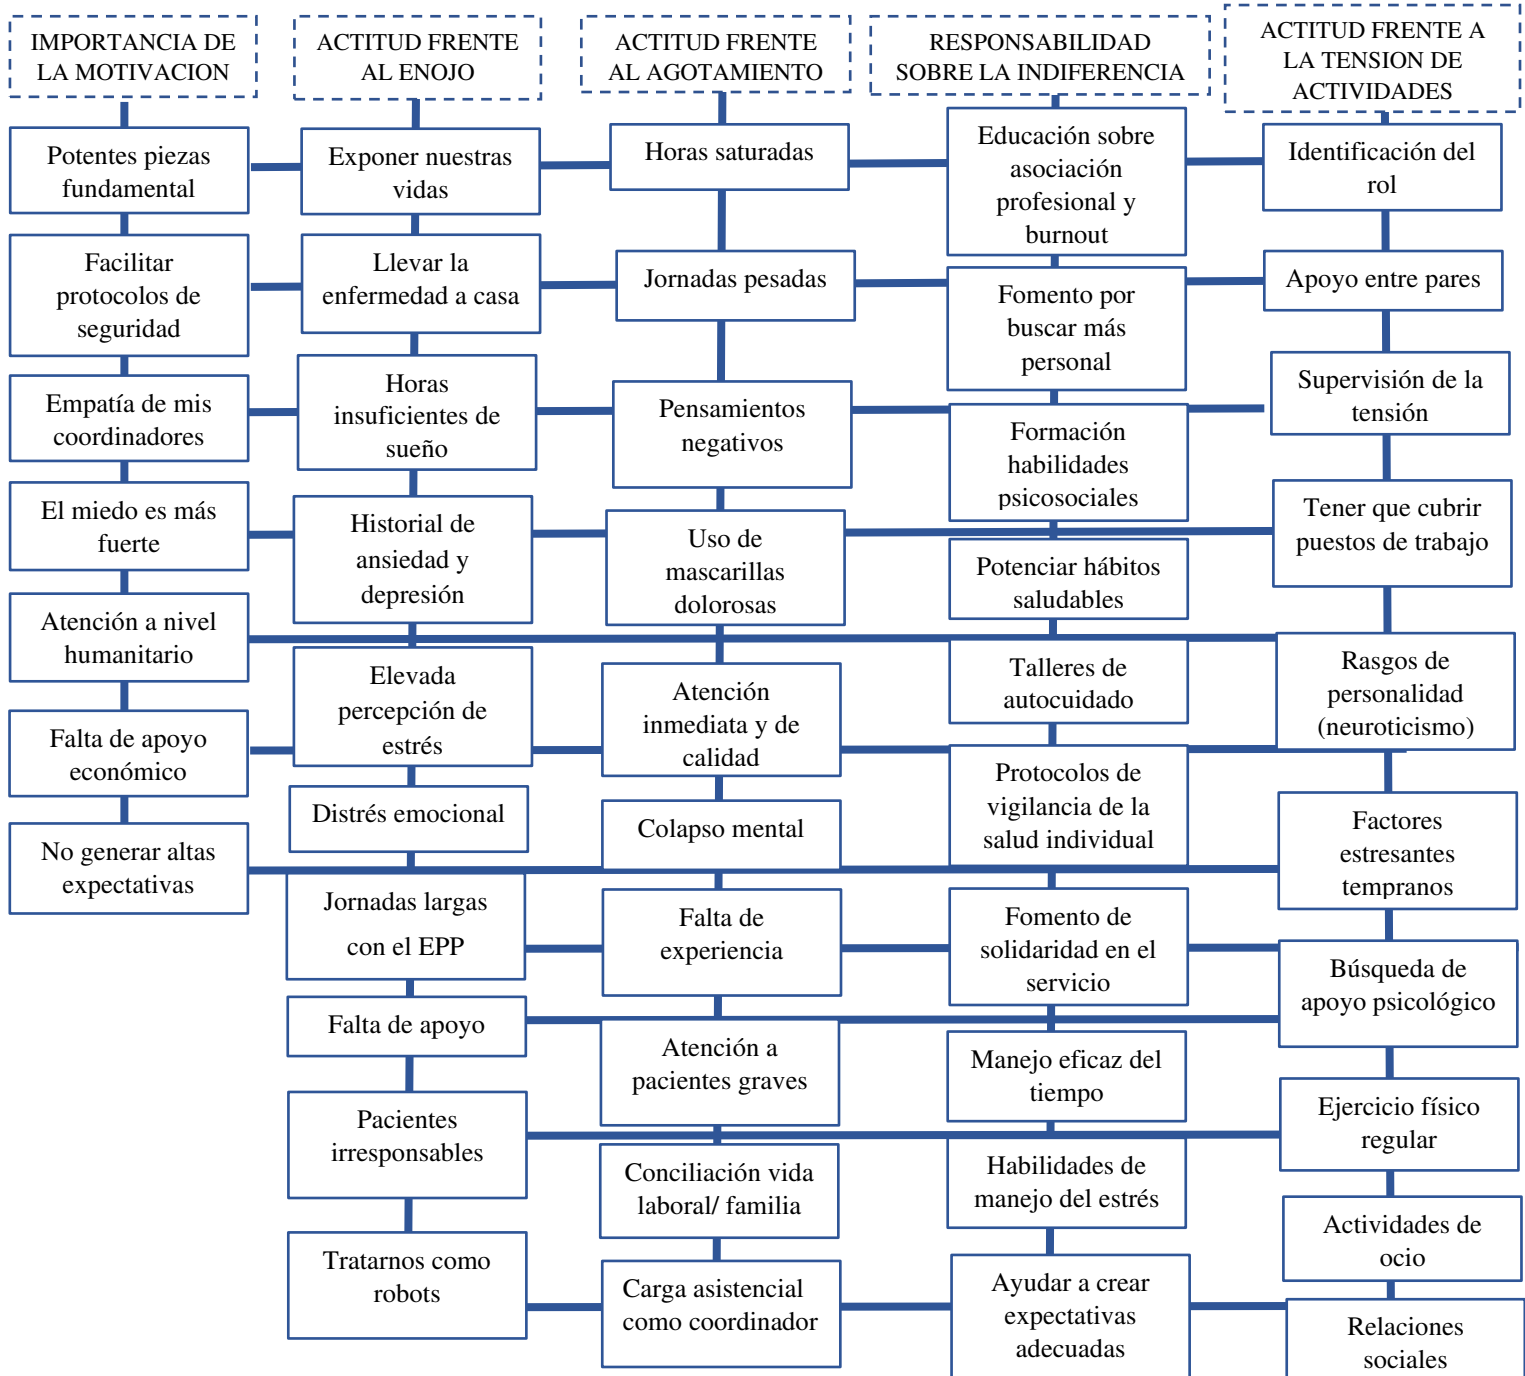 IMPORTANCIA DE
LA MOTIVACION
Potentes piezas
fundamental
Facilitar
protocolos de
seguridad
Empatía de mis
coordinadores
El miedo es más
fuerte
Atención a nivel
humanitario
Falta de apoyo
económico
No generar altas
expectativas
ACTITUD FRENTE
AL ENOJO
Exponer nuestras
vidas
Llevar la
enfermedad a casa
Horas
insuficientes de
sueño
Historial de
ansiedad y
depresión
Elevada
percepción de
estrés
Distrés emocional
Jornadas largas
con el EPP
Falta de apoyo
Pacientes
irresponsables
Tratarnos como
robots
ACTITUD FRENTE
AL AGOTAMIENTO
Horas saturadas
Jornadas pesadas
Pensamientos
negativos
Uso de
mascarillas
dolorosas
Atención
inmediata y de
calidad
Colapso mental
Falta de
experiencia
Atención a
pacientes graves
Conciliación vida
laboral/ familia
Carga asistencial
como coordinador
RESPONSABILIDAD
SOBRE LA INDIFERENCIA
Educación sobre
asociación
profesional y
burnout
Fomento por
buscar más
personal
Formación
habilidades
psicosociales
Potenciar hábitos
saludables
Talleres de
autocuidado
Protocolos de
vigilancia de la
salud individual
Fomento de
solidaridad en el
servicio
Manejo eficaz del
tiempo
Habilidades de
manejo del estrés
Ayudar a crear
expectativas
adecuadas
ACTITUD FRENTE A
LA TENSION DE
ACTIVIDADES
Identificación del
rol
Apoyo entre pares
Supervisión de la
tensión
Tener que cubrir
puestos de trabajo
Rasgos de
personalidad
(neuroticismo)
Factores
estresantes
tempranos
Búsqueda de
apoyo psicológico
Ejercicio físico
regular
Actividades de
ocio
Relaciones
sociales